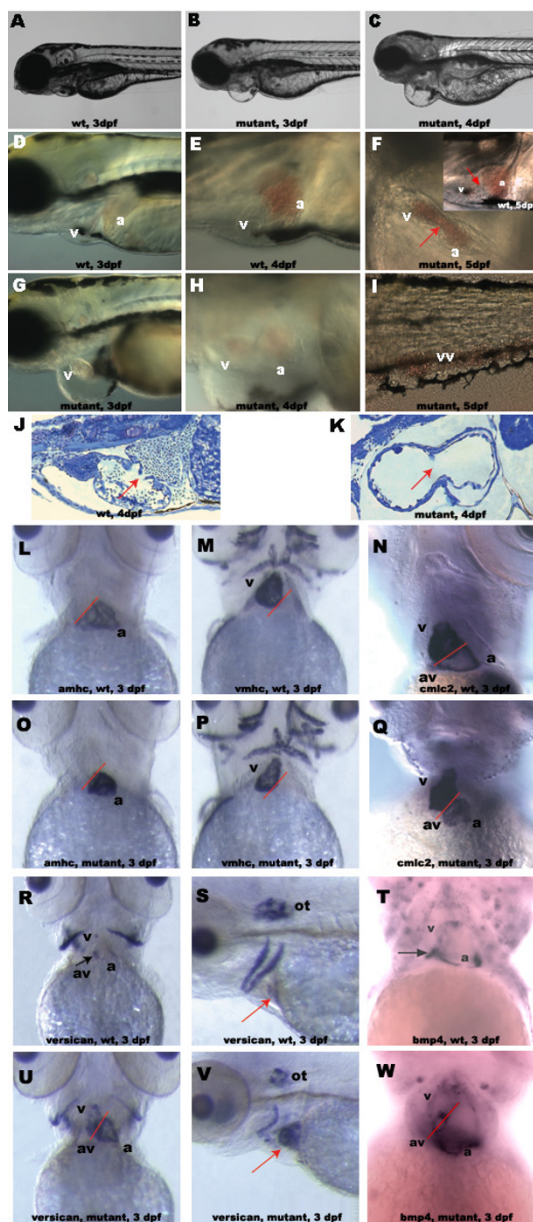 A
B
C
wt, 3dpf
mutant, 3dpf
mutant, 4dpf
D
E
F
v
a
a
v
v
a
wt, 5dp
v
a
wt, 3dpf
wt, 4dpf
mutant, 5dpf
G
H
I
v
v
a
vv
mutant, 3dpf
mutant, 4dpf
mutant, 5dpf
J
K
wt, 4dpf
mutant, 4dpf
L
M
N
a
v
v
av
a
amhc, wt, 3 dpf
vmhc, wt, 3 dpf
cmlc2, wt, 3 dpf
O
P
Q
a
v
v
av
a
amhc, mutant, 3 dpf
vmhc, mutant, 3 dpf
cmlc2, mutant, 3 dpf
R
S
T
v
av
a
ot
v
a
versican, wt, 3 dpf
versican, wt, 3 dpf
bmp4, wt, 3 dpf
U
V
W
v
av
a
ot
v
av
a
versican, mutant, 3 dpf
versican, mutant, 3 dpf
bmp4, mutant, 3 dpf